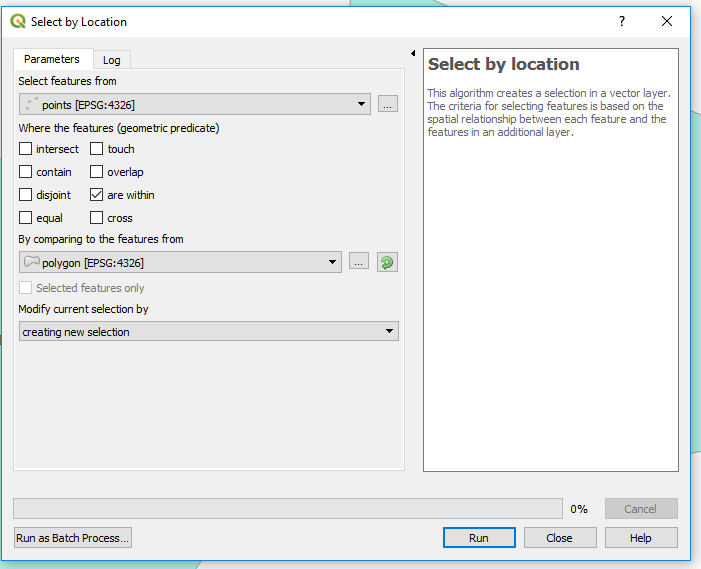 Select by Location
? 
Parameters Log
Select features from
points [EPSG:4326]
...
Where the features (geometric predicate)
intersect touch
contain overlap
disjoint are within
equal cross
By comparing to the features from
polygon [EPSG:4326]
...
Selected features only
Modify current selection by
creating new selection
Select by location
This algorithm creates a selection in a vector layer.
The criteria for selecting features is based on the
spatial relationship between each feature and the
features in an additional layer.
0% Cancel
Run as Batch Process... Run Close Help